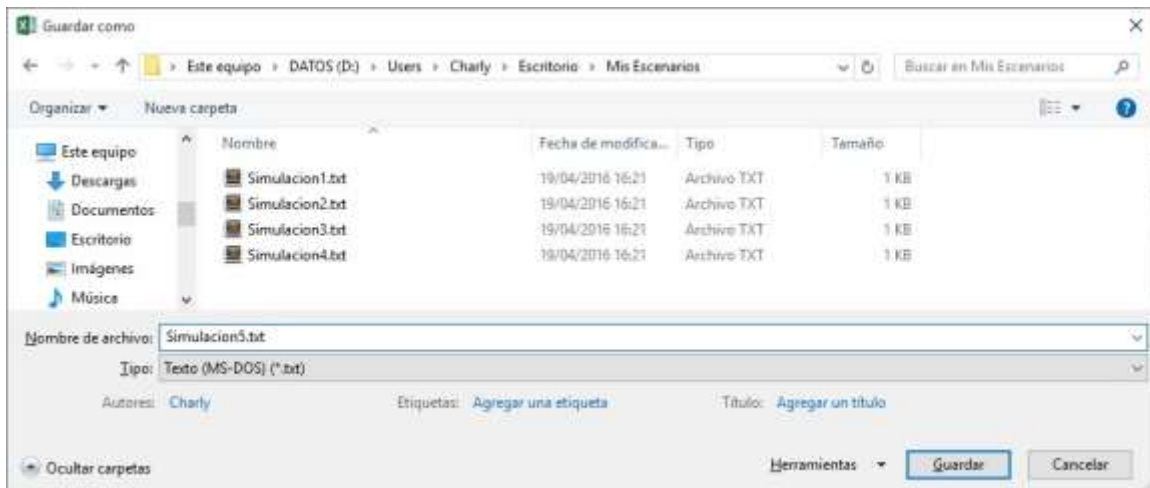 Guardar como
Este equipo › DATOS (D:) › Users › Charly › Escritorio › Mis Escenarios
Buscar en Mis Escenarios
Organizar
Nueva carpeta
Este equipo
Descargas
Documentos
Escritorio
Imágenes
Música
Nombre Fecha de modifica... Tipo Tamaño
Simulacion1.txt 19/04/2016 16:21 Archivo TXT 1 KB
Simulacion2.txt 19/04/2016 16:21 Archivo TXT 1 KB
Simulacion3.txt 19/04/2016 16:21 Archivo TXT 1 KB
Simulacion4.txt 19/04/2016 16:21 Archivo TXT 1 KB
Nombre de archivo: Simulacion5.txt
Tipo: Texto (MS-DOS) (*.txt)
Autores: Charly Etiquetas: Agregar una etiqueta Título: Agregar un título
Ocultar carpetas Herramientas Guardar Cancelar